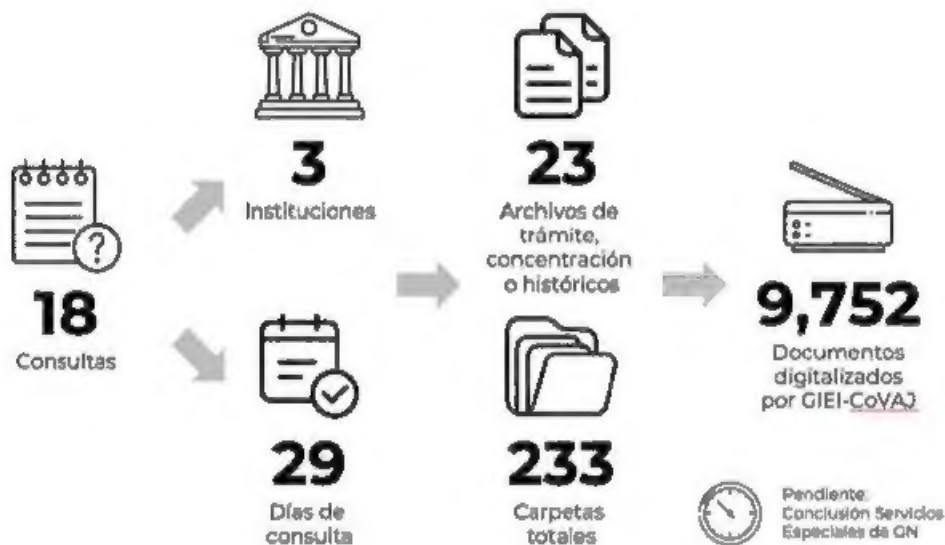 18
Consultas
?
3
Instituciones
29
Días de
consulta
23
Archivos de
trámite,
concentración
o históricos
233
Carpetas
totales
9,752
Documentos
digitalizados
por GIEI-CoVAJ
Pendiente:
Conclusión Servicios
Especiales de GN